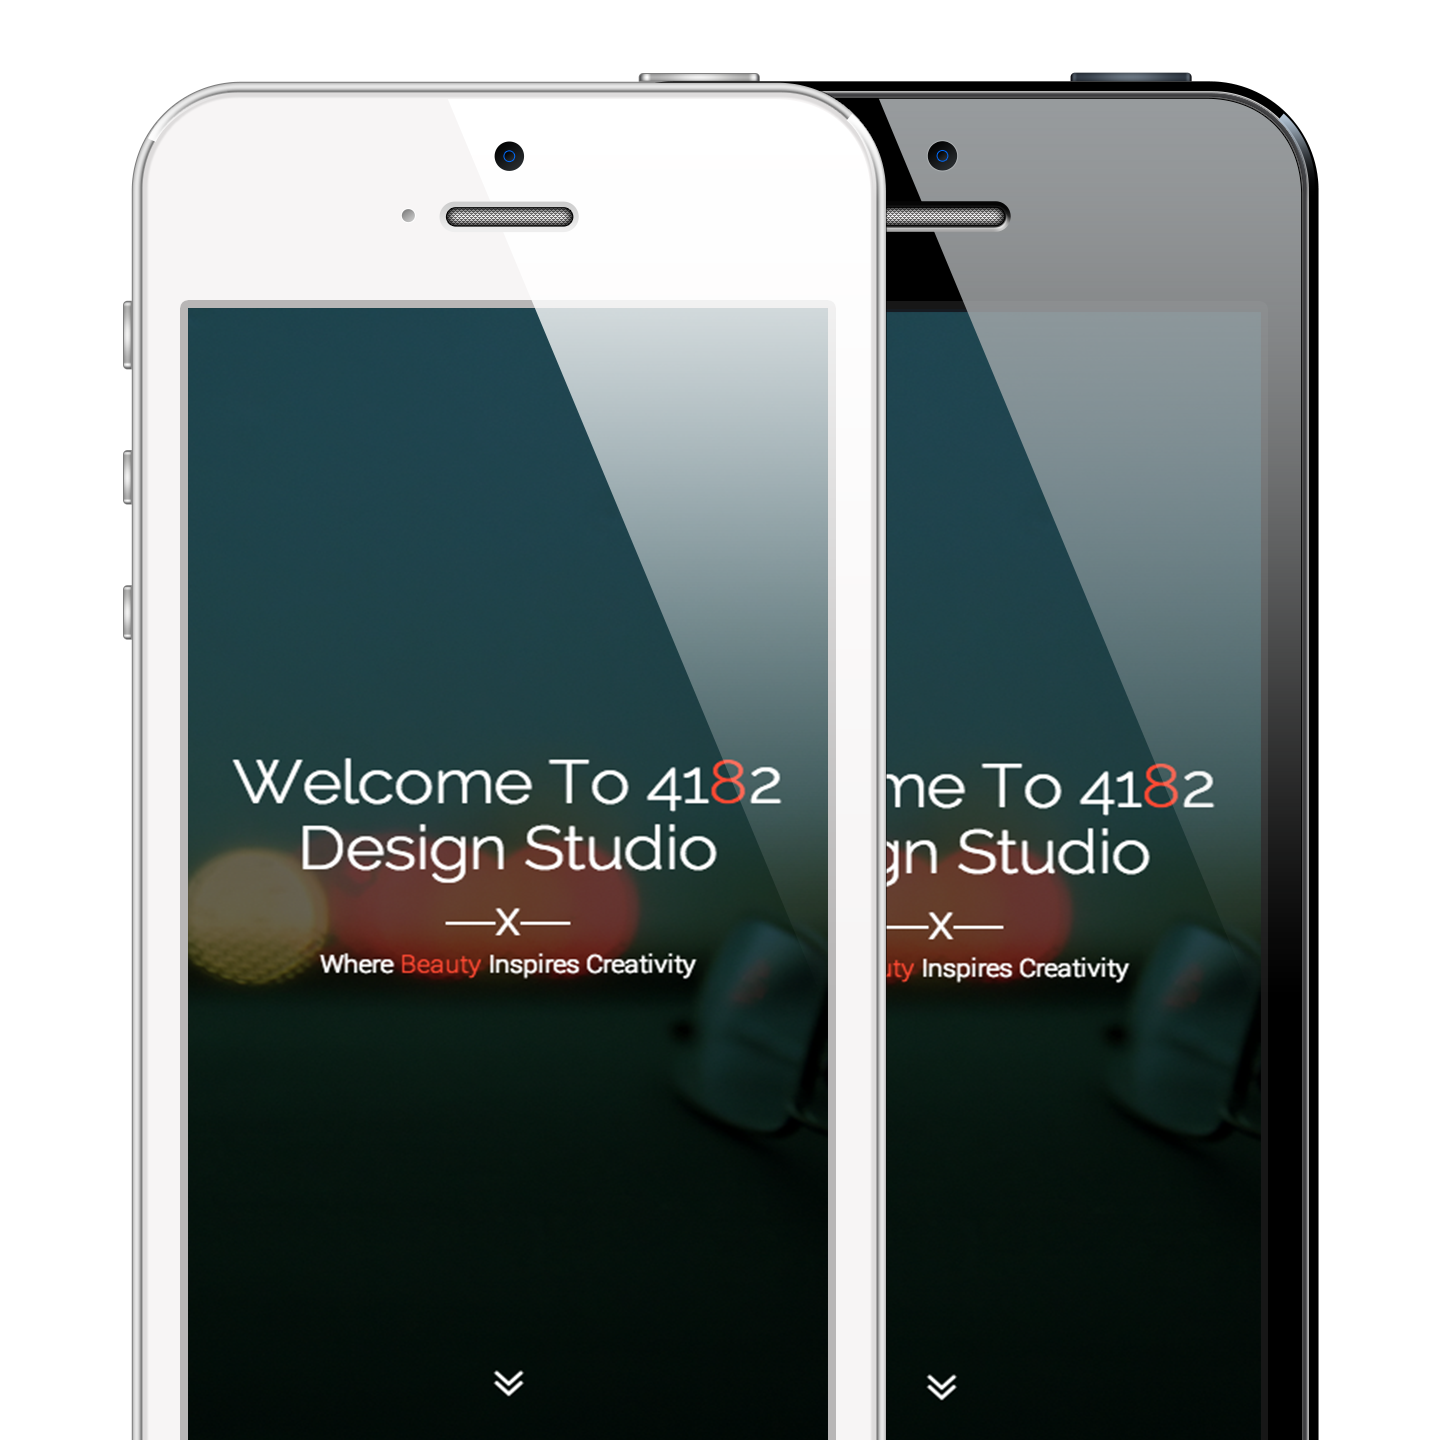 Welcome To 4182
Design Studio
—X—
Where Beauty Inspires Creativity
me To 4182
gn Studio
—X—
uty Inspires Creativity